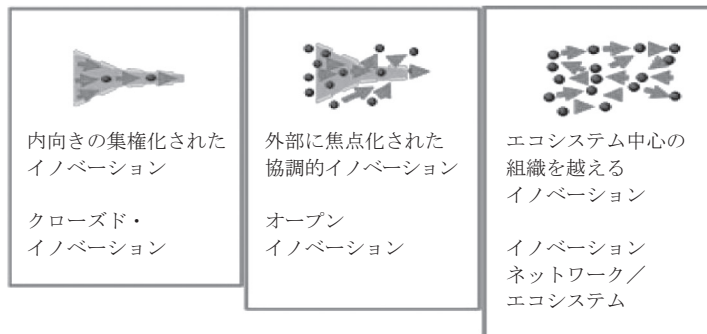 内向きの集権化された
イノベーション
クローズド・
イノベーション
外部に焦点化された
協調的イノベーション
オープン
イノベーション
エコシステム中心の
組織を越える
イノベーション
イノベーション
ネットワーク／
エコシステム